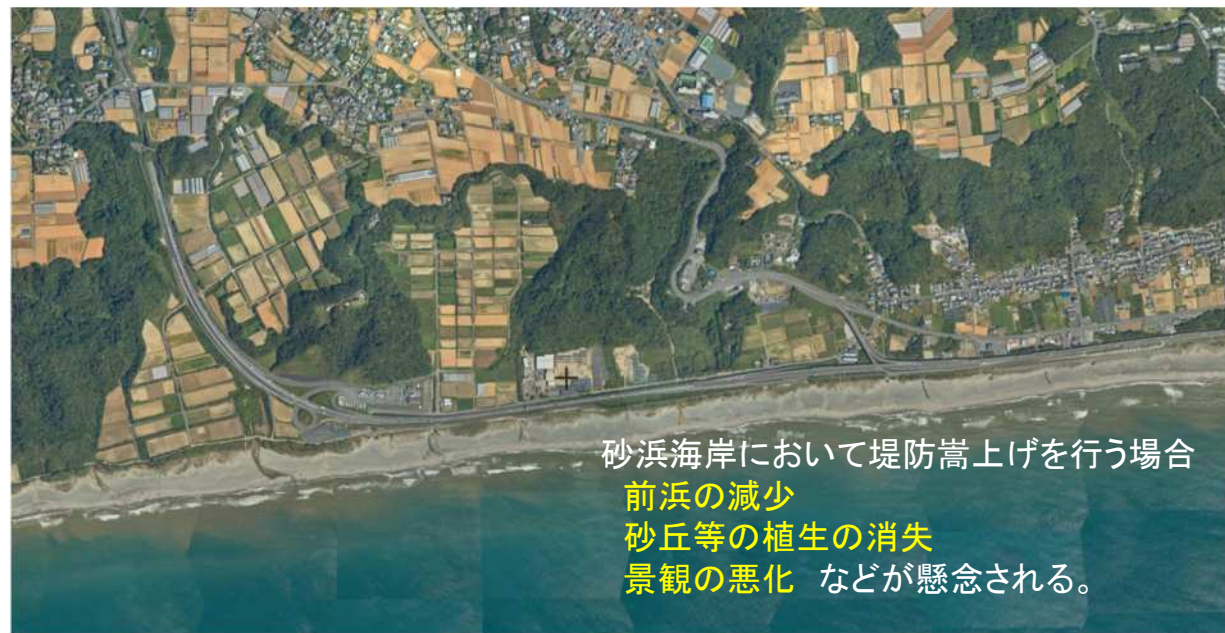 砂浜海岸において堤防嵩上げを行う場合
前浜の減少
砂丘等の植生の消失
景観の悪化　などが懸念される。